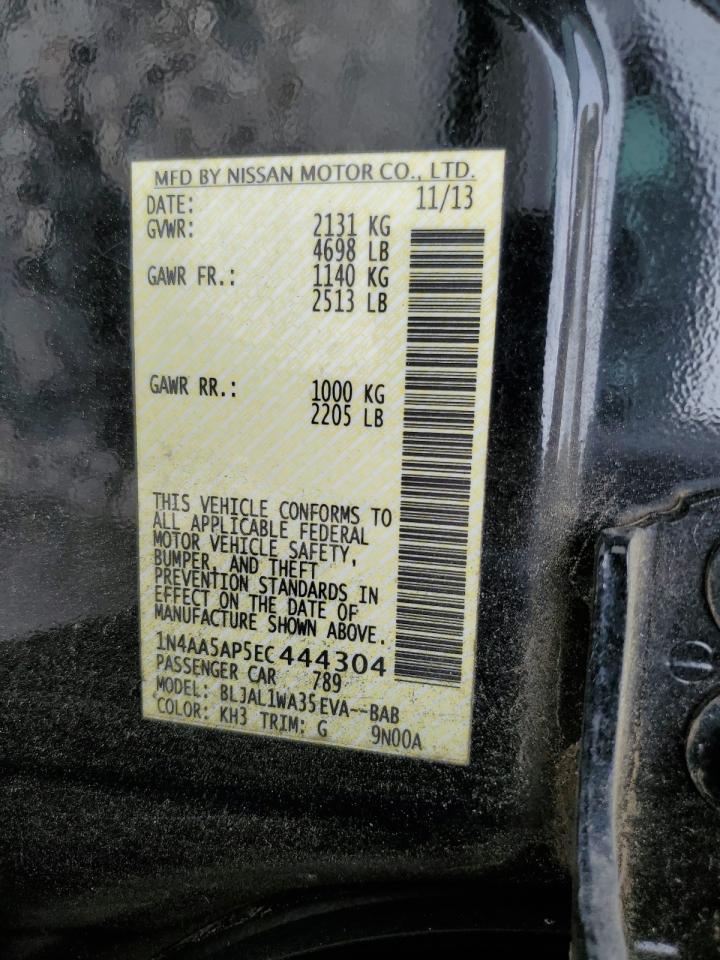 MFD BY NISSAN MOTOR CO., LTD.
DATE: 11/13
GVWR: 2131 KG
4698 LB
GAWR FR.: 1140 KG
2513 LB
GAWR RR.: 1000 KG
2205 LB
THIS VEHICLE CONFORMS TO
ALL APPLICABLE FEDERAL
MOTOR VEHICLE SAFETY,
BUMPER, AND THEFT
PREVENTION STANDARDS IN
EFFECT ON THE DATE OF
MANUFACTURE SHOWN ABOVE.
1N4AA5AP5EC444304
PASSENGER CAR 789
MODEL: BLJAL1WA35EVA--BAB
COLOR: KH3 TRIM: G 9N00A